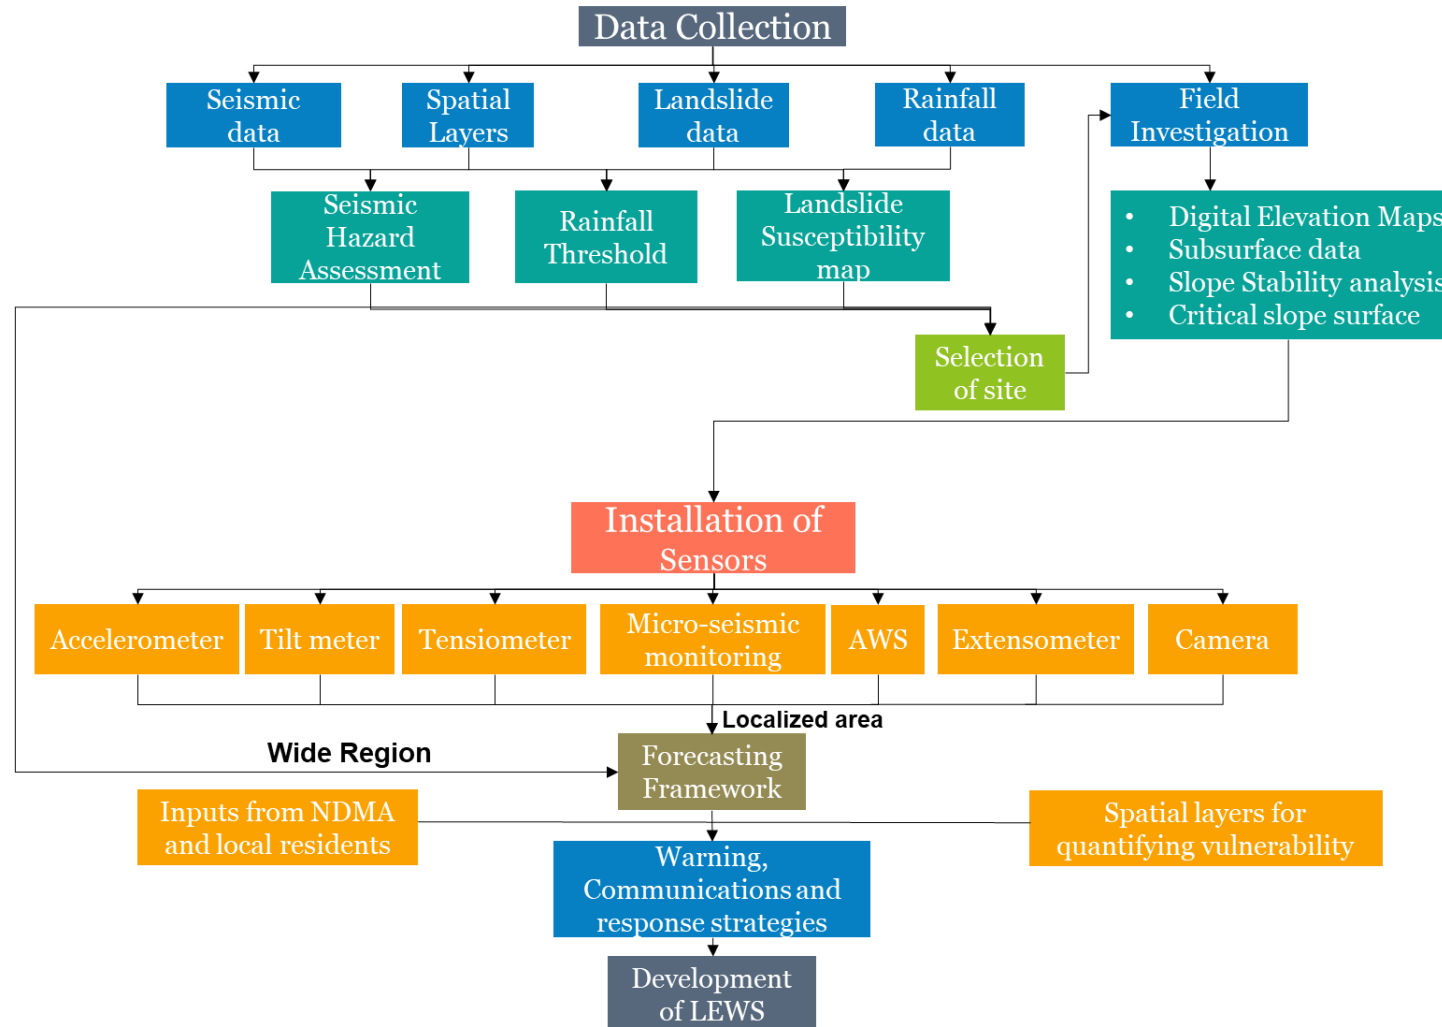 Data Collection
Seismic
data
Spatial
Layers
Landslide
data
Rainfall
data
Field
Investigation
Seismic
Hazard
Assessment
Rainfall
Threshold
Landslide
Susceptibility
map
• Digital Elevation Maps
• Subsurface data
• Slope Stability analysis
• Critical slope surface
Selection
of site
Installation of
Sensors
Accelerometer
Tilt meter
Tensiometer
Micro-seismic
monitoring
AWS
Extensometer
Camera
Localized area
Wide Region
Forecasting
Framework
Inputs from NDMA
and local residents
Spatial layers for
quantifying vulnerability
Warning,
Communications and
response strategies
Development
of LEWS